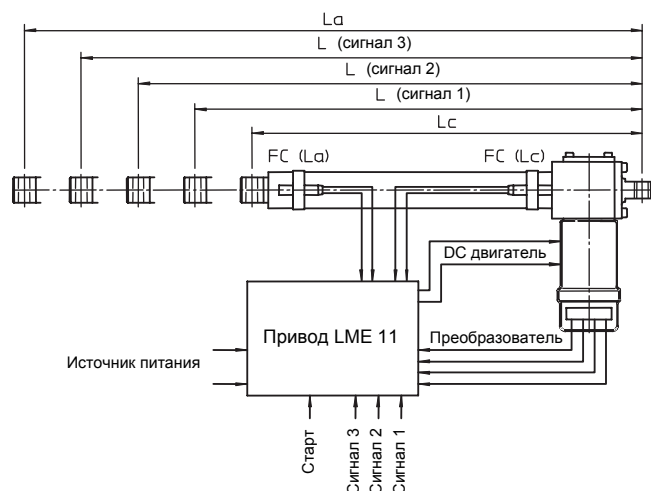 La
L (сигнал 3)
L (сигнал 2)
L (сигнал 1)
Lc
FC (La)
FC (Lc)
DC двигатель
Привод LME 11
Преобразователь
Источник питания
Старт
Сигнал 3
Сигнал 2
Сигнал 1